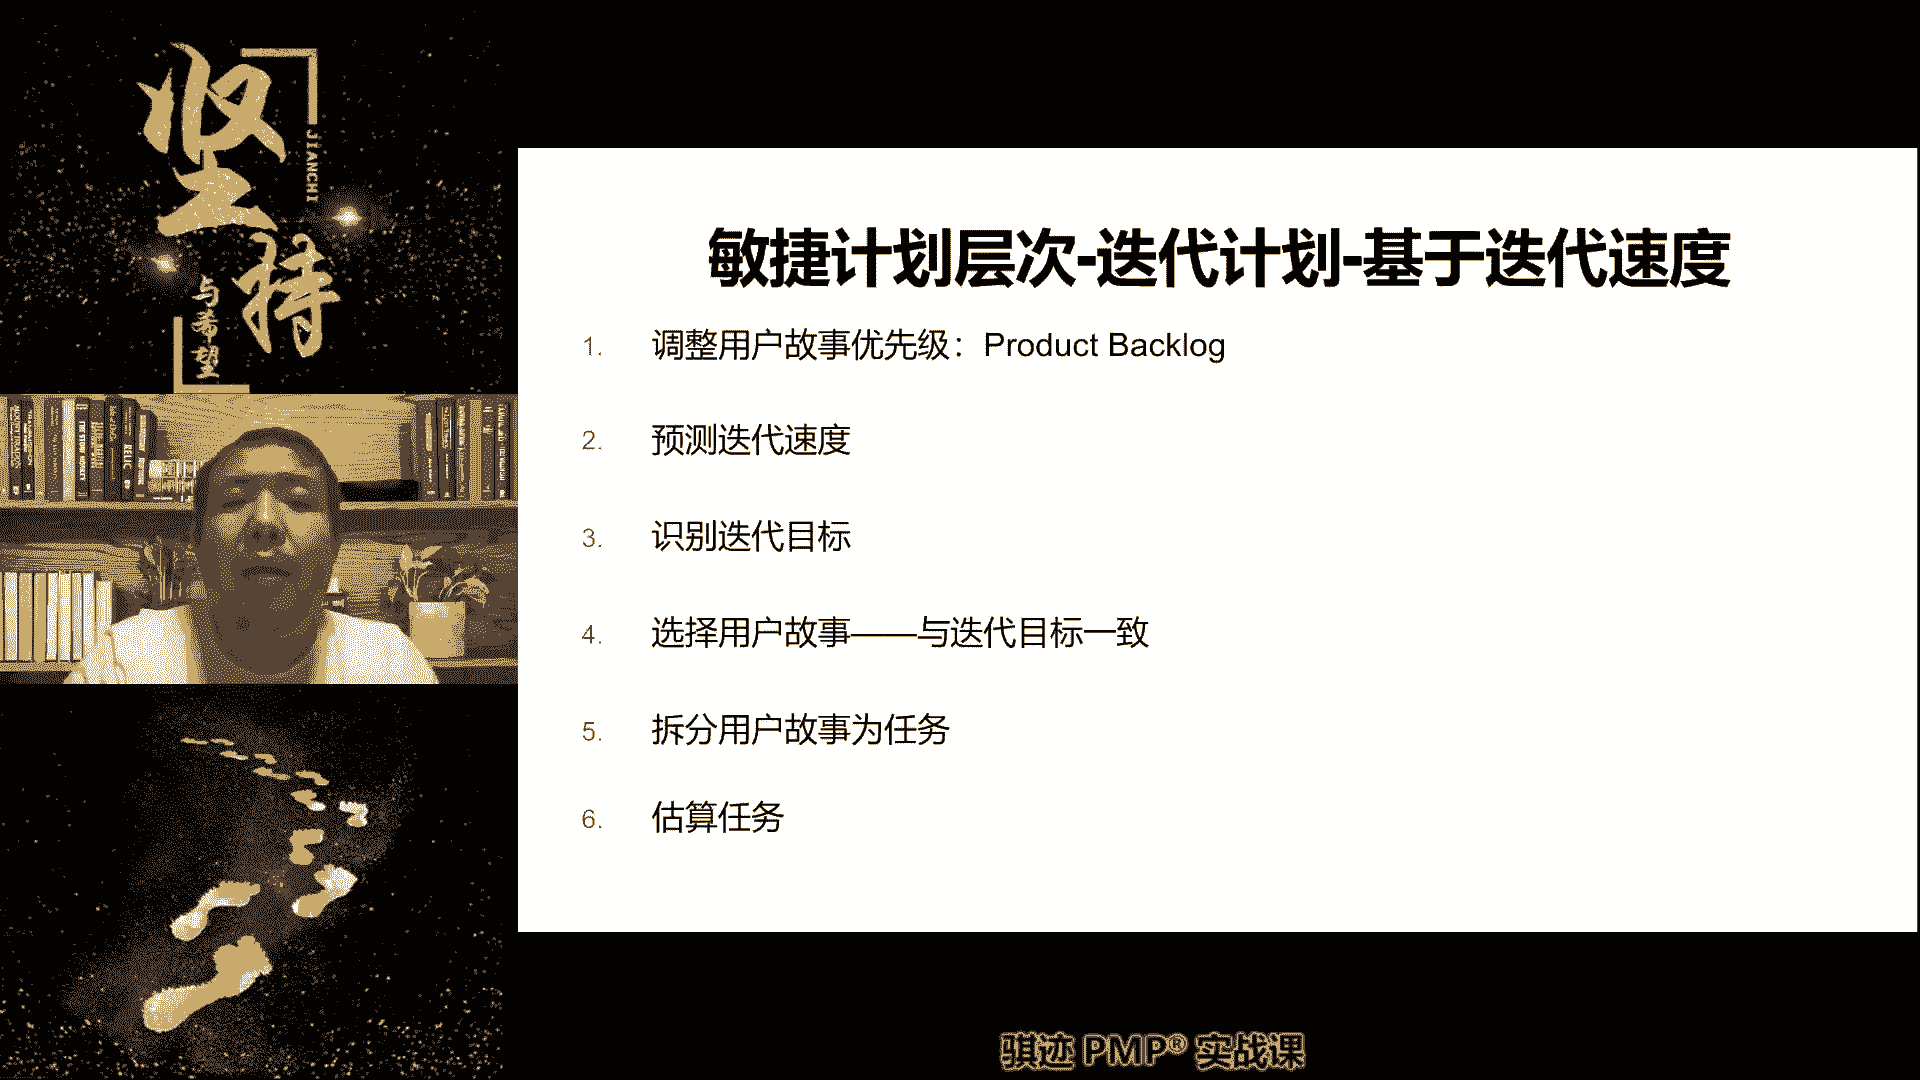 坚持
JIANCHI
与希望
敏捷计划层次-迭代计划-基于迭代速度
1. 调整用户故事优先级：Product Backlog
2. 预测迭代速度
3. 识别迭代目标
4. 选择用户故事——与迭代目标一致
5. 拆分用户故事为任务
6. 估算任务
骐迹 PMP® 实战课